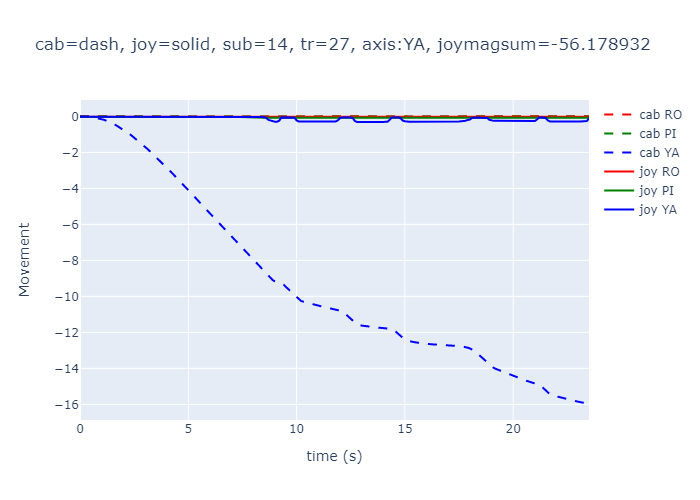 cab=dash, joy=solid, sub=14, tr=27, axis:YA, joymagsum=-56.178932
cab RO
cab PI
cab YA
joy RO
joy PI
joy YA
Movement
0
−2
−4
−6
−8
−10
−12
−14
−16
0 5 10 15 20
time (s)